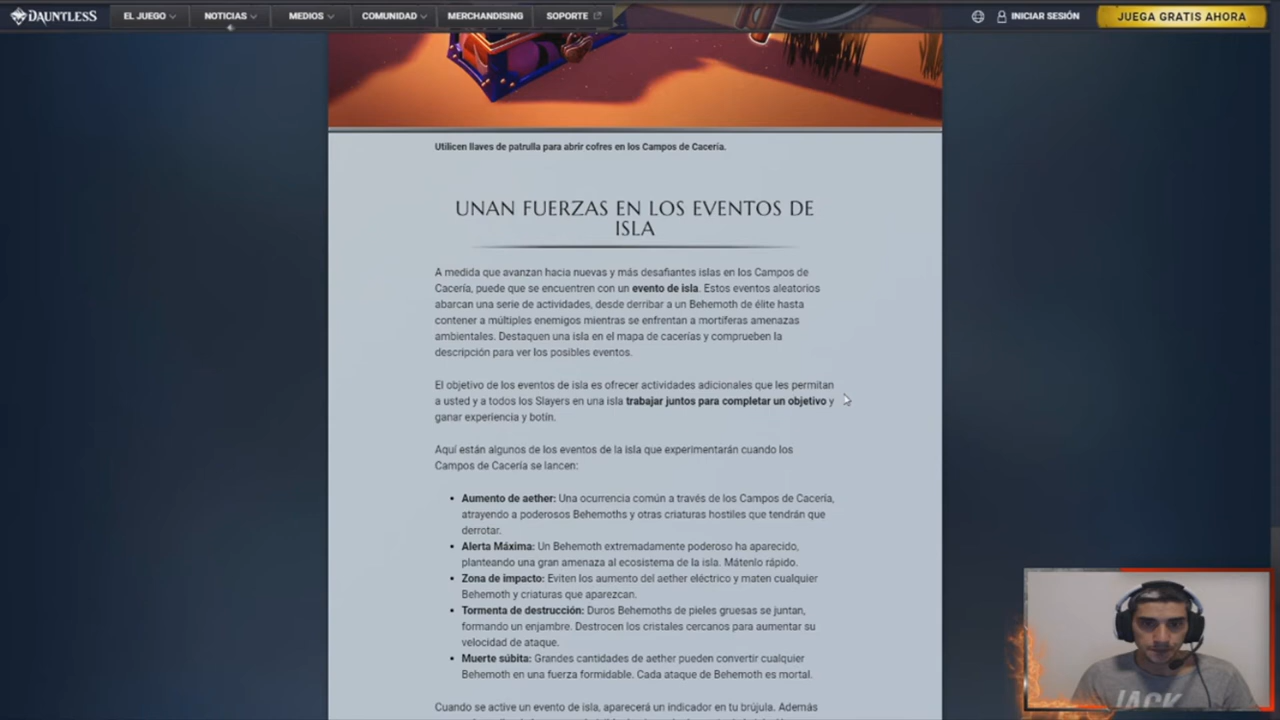 DAUNTLESS EL JUEGO NOTICIAS MEDIOS COMUNIDAD MERCHANDISING SOPORTE INICIAR SESIÓN JUEGA GRATIS AHORA
Utilicen llaves de patrulla para abrir cofres en los Campos de Cacería.
UNAN FUERZAS EN LOS EVENTOS DE
ISLA
A medida que avanzan hacia nuevas y más desafiantes islas en los Campos de
Cacería, puede que se encuentren con un evento de isla. Estos eventos aleatorios
abarcan una serie de actividades, desde derribar a un Behemoth de élite hasta
contener a múltiples enemigos mientras se enfrentan a mortíferas amenazas
ambientales. Destaquen una isla en el mapa de cacerías y comprueben la
descripción para ver los posibles eventos.
El objetivo de los eventos de isla es ofrecer actividades adicionales que les permitan
a usted y a todos los Slayers en una isla trabajar juntos para completar un objetivo y
ganar experiencia y botín.
Aquí están algunos de los eventos de la isla que experimentarán cuando los
Campos de Cacería se lancen:
• Aumento de aether: Una ocurrencia común a través de los Campos de Cacería,
atrayendo a poderosos Behemoths y otras criaturas hostiles que tendrán que
derrotar.
• Alerta Máxima: Un Behemoth extremadamente poderoso ha aparecido,
planteando una gran amenaza al ecosistema de la isla. Mátenlo rápido.
• Zona de impacto: Eviten los aumento del aether eléctrico y maten cualquier
Behemoth y criaturas que aparezcan.
• Tormenta de destrucción: Duros Behemoths de pieles gruesas se juntan,
formando un enjambre. Destrocen los cristales cercanos para aumentar su
velocidad de ataque.
• Muerte súbita: Grandes cantidades de aether pueden convertir cualquier
Behemoth en una fuerza formidable. Cada ataque de Behemoth es mortal.
Cuando se active un evento de isla, aparecerá un indicador en tu brújula. Además
JACK